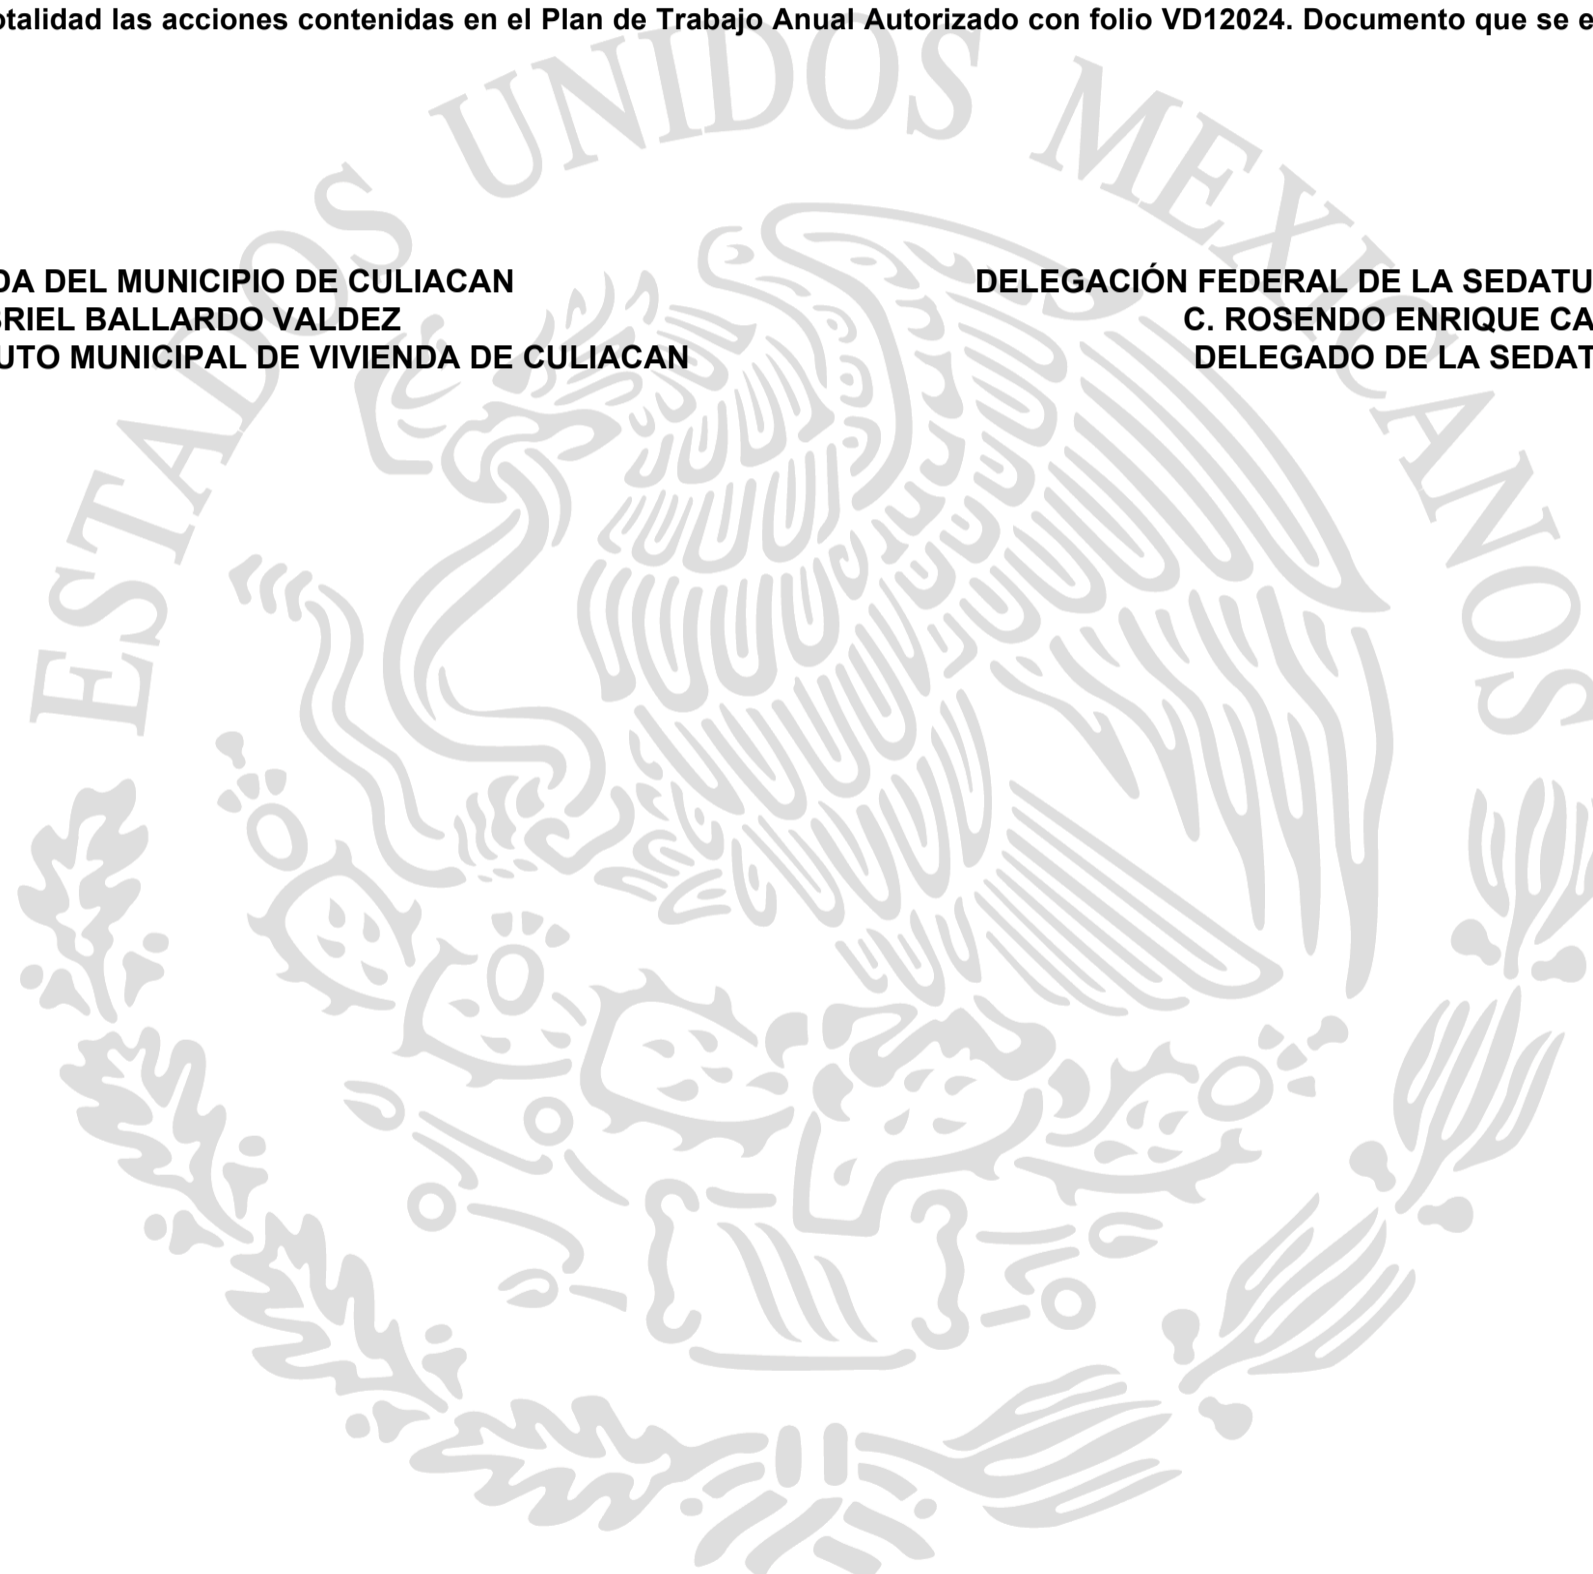 otalidad las acciones contenidas en el Plan de Trabajo Anual Autorizado con folio VD12024. Documento que se e
ESTADOS UNIDOS MEXICANOS
DA DEL MUNICIPIO DE CULIACAN
RIEL BALLARDO VALDEZ
UTO MUNICIPAL DE VIVIENDA DE CULIACAN
DELEGACIÓN FEDERAL DE LA SEDATU
C. ROSENDO ENRIQUE CA
DELEGADO DE LA SEDAT